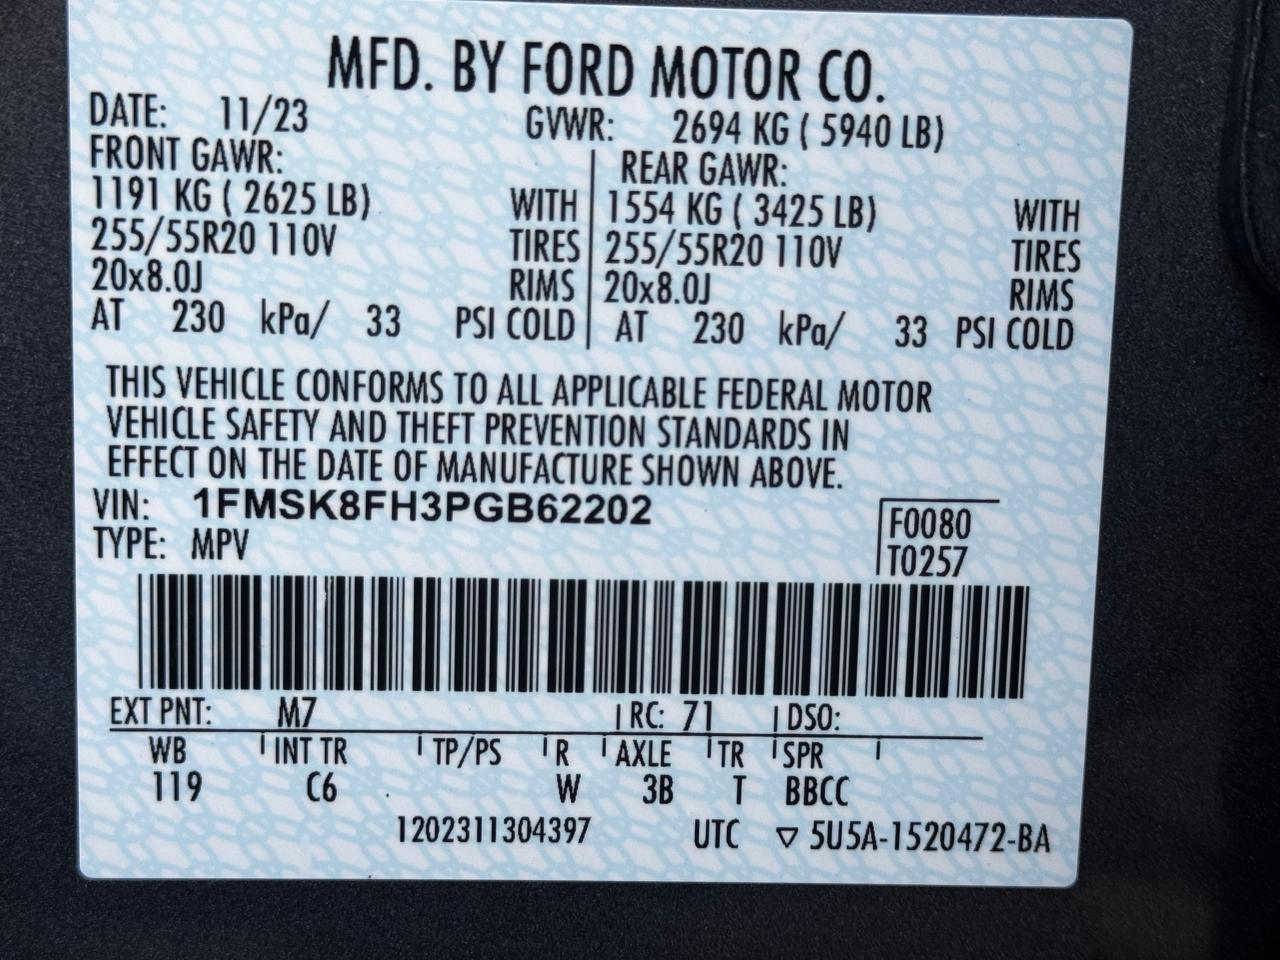 MFD. BY FORD MOTOR CO.
DATE: 11/23 GVWR: 2694 KG ( 5940 LB)
FRONT GAWR: REAR GAWR:
1191 KG ( 2625 LB) WITH 1554 KG ( 3425 LB) WITH
255/55R20 110V TIRES 255/55R20 110V TIRES
20x8.0J RIMS 20x8.0J RIMS
AT 230 kPa/ 33 PSI COLD AT 230 kPa/ 33 PSI COLD
THIS VEHICLE CONFORMS TO ALL APPLICABLE FEDERAL MOTOR
VEHICLE SAFETY AND THEFT PREVENTION STANDARDS IN
EFFECT ON THE DATE OF MANUFACTURE SHOWN ABOVE.
VIN: 1FMSK8FH3PGB62202 F0080
TYPE: MPV T0257
EXT PNT: M7 RC: 71 DSO:
WB INT TR TP/PS R AXLE TR SPR
119 C6 W 3B T BBCC
1202311304397 UTC ▽ 5U5A-1520472-BA